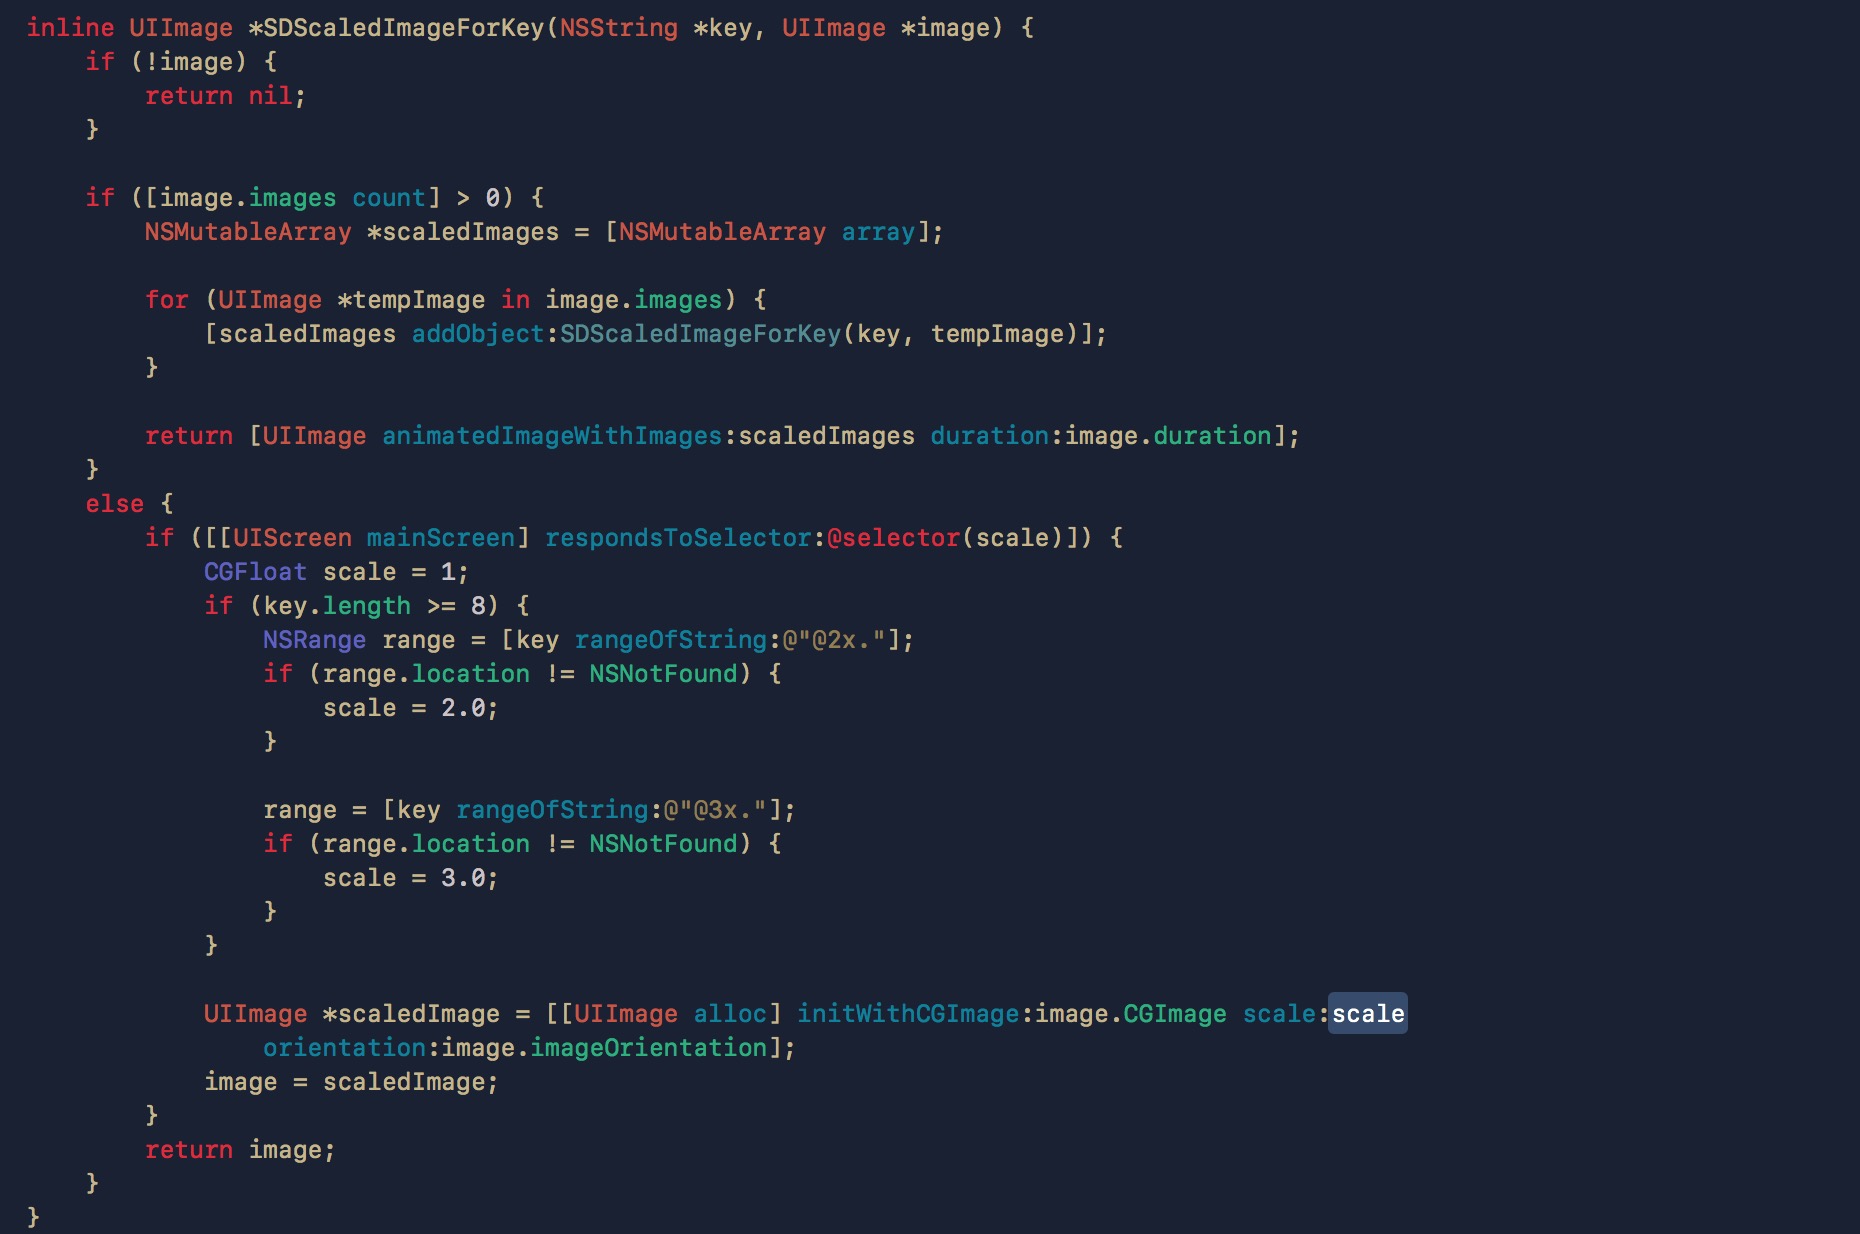 inline UIImage *SDScaledImageForKey(NSString *key, UIImage *image) {
    if (!image) {
        return nil;
    }

    if ([image.images count] > 0) {
        NSMutableArray *scaledImages = [NSMutableArray array];

        for (UIImage *tempImage in image.images) {
            [scaledImages addObject:SDScaledImageForKey(key, tempImage)];
        }

        return [UIImage animatedImageWithImages:scaledImages duration:image.duration];
    }
    else {
        if ([[UIScreen mainScreen] respondsToSelector:@selector(scale)]) {
            CGFloat scale = 1;
            if (key.length >= 8) {
                NSRange range = [key rangeOfString:@"@2x."];
                if (range.location != NSNotFound) {
                    scale = 2.0;
                }

                range = [key rangeOfString:@"@3x."];
                if (range.location != NSNotFound) {
                    scale = 3.0;
                }
            }

            UIImage *scaledImage = [[UIImage alloc] initWithCGImage:image.CGImage scale:scale
                orientation:image.imageOrientation];
            image = scaledImage;
        }
        return image;
    }
}